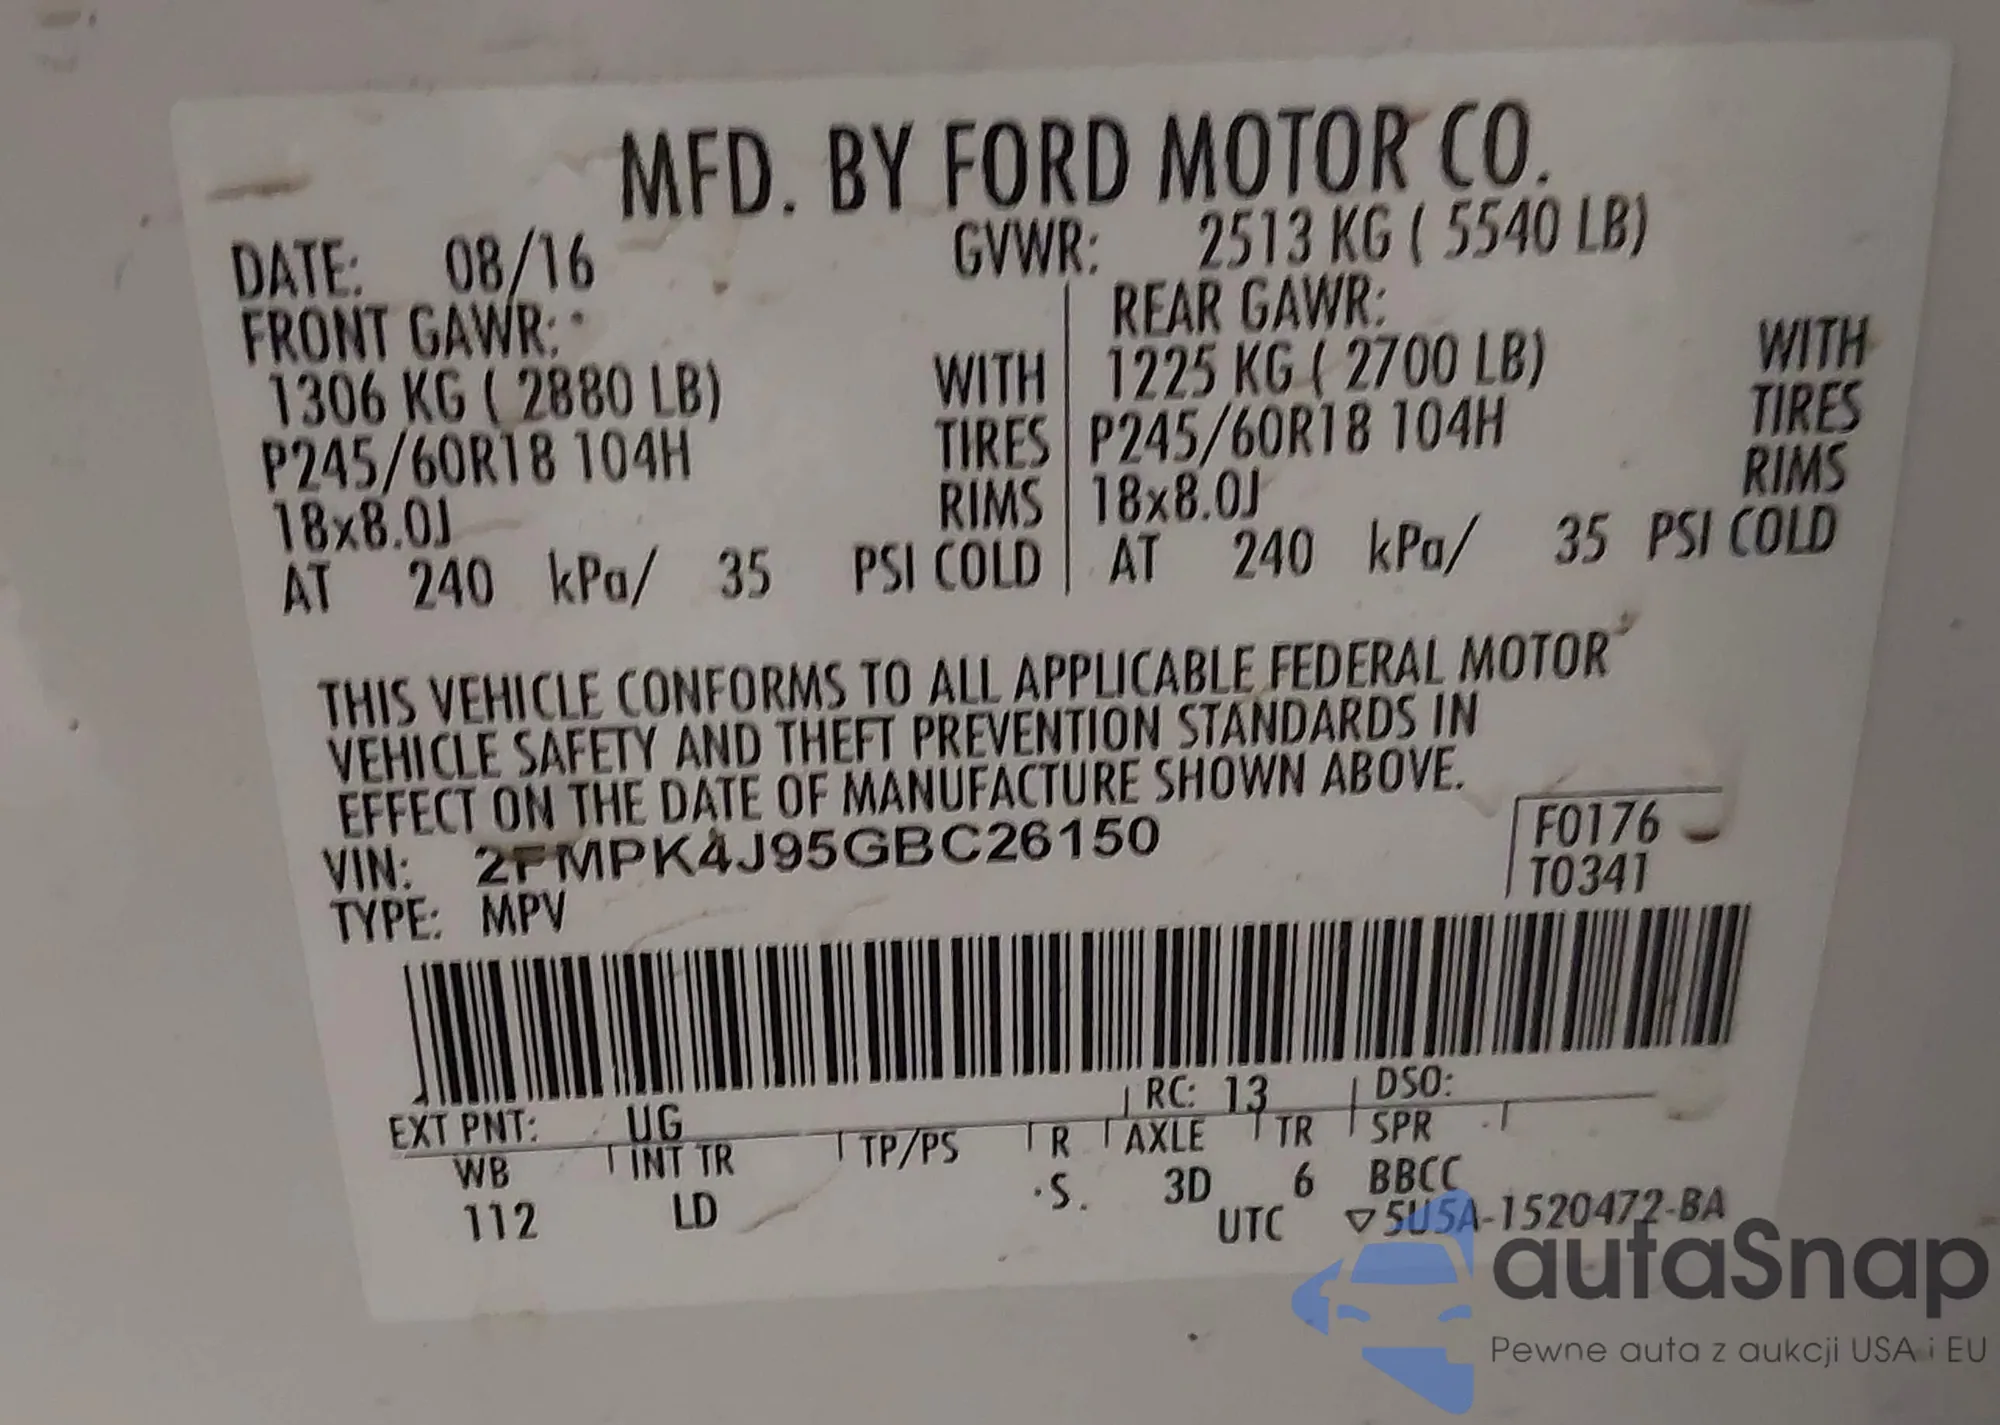 MFD. BY FORD MOTOR CO.
DATE: 08/16 GVWR: 2513 KG ( 5540 LB)
FRONT GAWR: REAR GAWR:
1306 KG ( 2880 LB) WITH 1225 KG ( 2700 LB) WITH
P245/60R18 104H TIRES P245/60R18 104H TIRES
18x8.0J RIMS 18x8.0J RIMS
AT 240 kPa/ 35 PSI COLD AT 240 kPa/ 35 PSI COLD
THIS VEHICLE CONFORMS TO ALL APPLICABLE FEDERAL MOTOR
VEHICLE SAFETY AND THEFT PREVENTION STANDARDS IN
EFFECT ON THE DATE OF MANUFACTURE SHOWN ABOVE.
VIN: 2FMPK4J95GBC26150 F0176
TYPE: MPV T0341
EXT PNT: UG RC: 13 DSO:
WB INT TR TP/PS R AXLE TR SPR
112 LD S. 3D 6 BBCC
UTC ▽5U5A-1520472-BA
autaSnap
Pewne auta z aukcji USA i EU